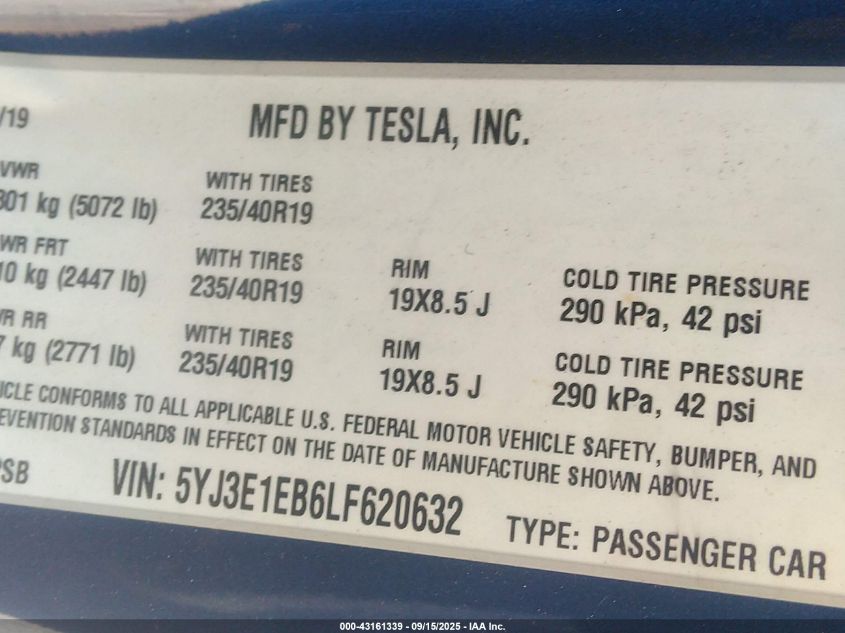 /19
MFD BY TESLA, INC.
VWR
301 kg (5072 lb)
WITH TIRES
235/40R19
WR FRT
10 kg (2447 lb)
WITH TIRES
235/40R19
RIM
19X8.5 J
COLD TIRE PRESSURE
290 kPa, 42 psi
WR RR
7 kg (2771 lb)
WITH TIRES
235/40R19
RIM
19X8.5 J
COLD TIRE PRESSURE
290 kPa, 42 psi
ICLE CONFORMS TO ALL APPLICABLE U.S. FEDERAL MOTOR VEHICLE SAFETY, BUMPER, AND
EVENTION STANDARDS IN EFFECT ON THE DATE OF MANUFACTURE SHOWN ABOVE.
PSB
VIN: 5YJ3E1EB6LF620632
TYPE: PASSENGER CAR
000-43161339 - 09/15/2025 - IAA Inc.